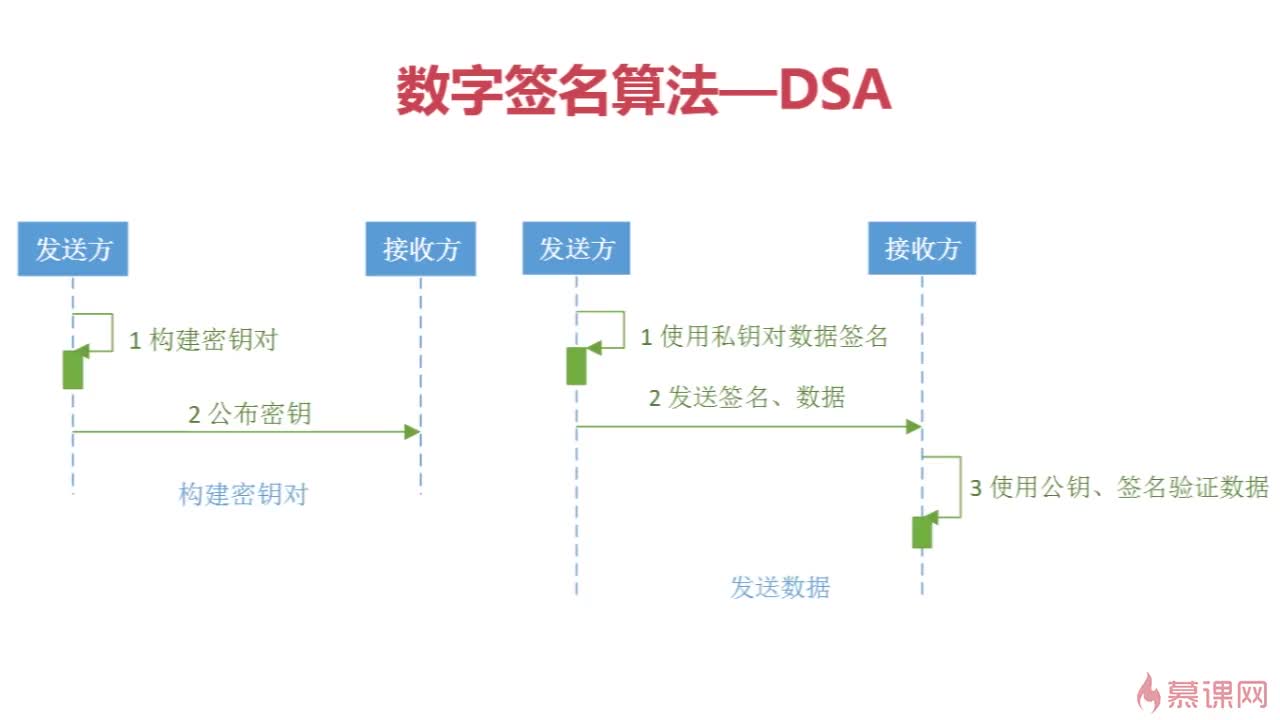 数字签名算法—DSA
发送方
接收方
1 构建密钥对
2 公布密钥
构建密钥对
发送方
接收方
1 使用私钥对数据签名
2 发送签名、数据
3 使用公钥、签名验证数据
发送数据
慕课网